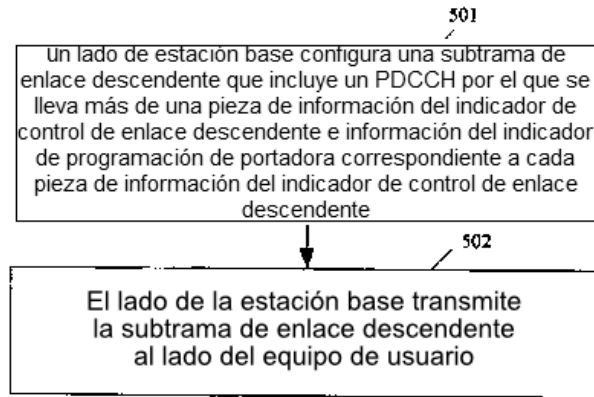 501
un lado de estación base configura una subtrama de
enlace descendente que incluye un PDCCH por el que se
lleva más de una pieza de información del indicador de
control de enlace descendente e información del indicador
de programación de portadora correspondiente a cada
pieza de información del indicador de control de enlace
descendente
502
El lado de la estación base transmite
la subtrama de enlace descendente
al lado del equipo de usuario